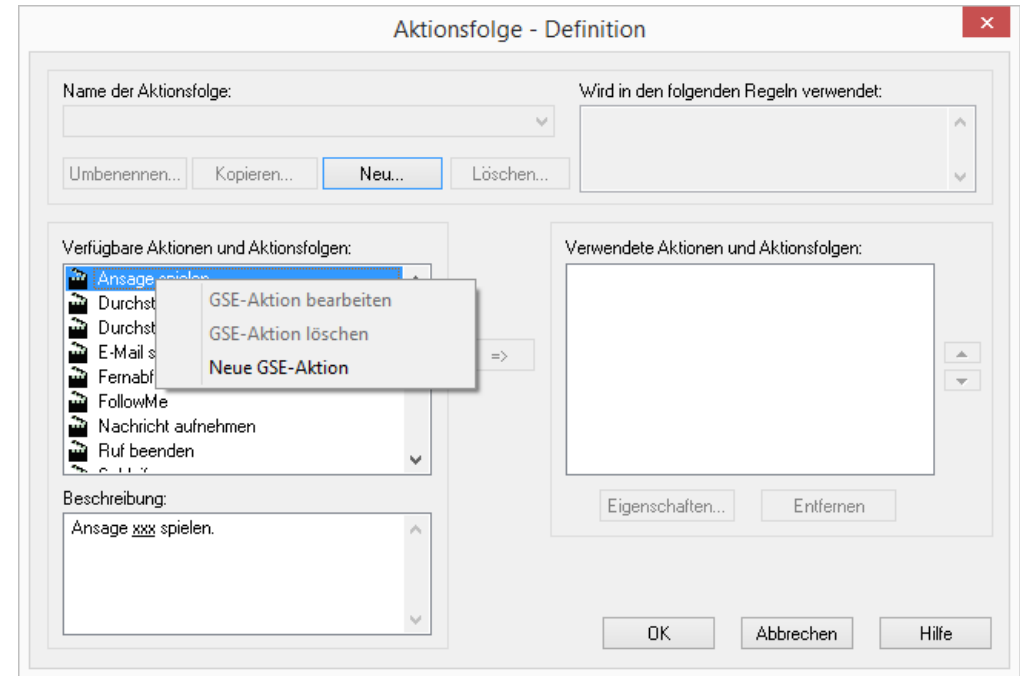 Aktionsfolge - Definition
Name der Aktionsfolge:
Wird in den folgenden Regeln verwendet:
Umbenennen... Kopieren... Neu... Löschen...
Verfügbare Aktionen und Aktionsfolgen:
Ansage spielen
Durchst
Durchst
E-Mail s
Fernabf
FollowMe
Nachricht aufnehmen
Ruf beenden
GSE-Aktion bearbeiten
GSE-Aktion löschen
Neue GSE-Aktion
=>
Verwendete Aktionen und Aktionsfolgen:
Eigenschaften... Entfernen
Beschreibung:
Ansage xxx spielen.
OK Abbrechen Hilfe